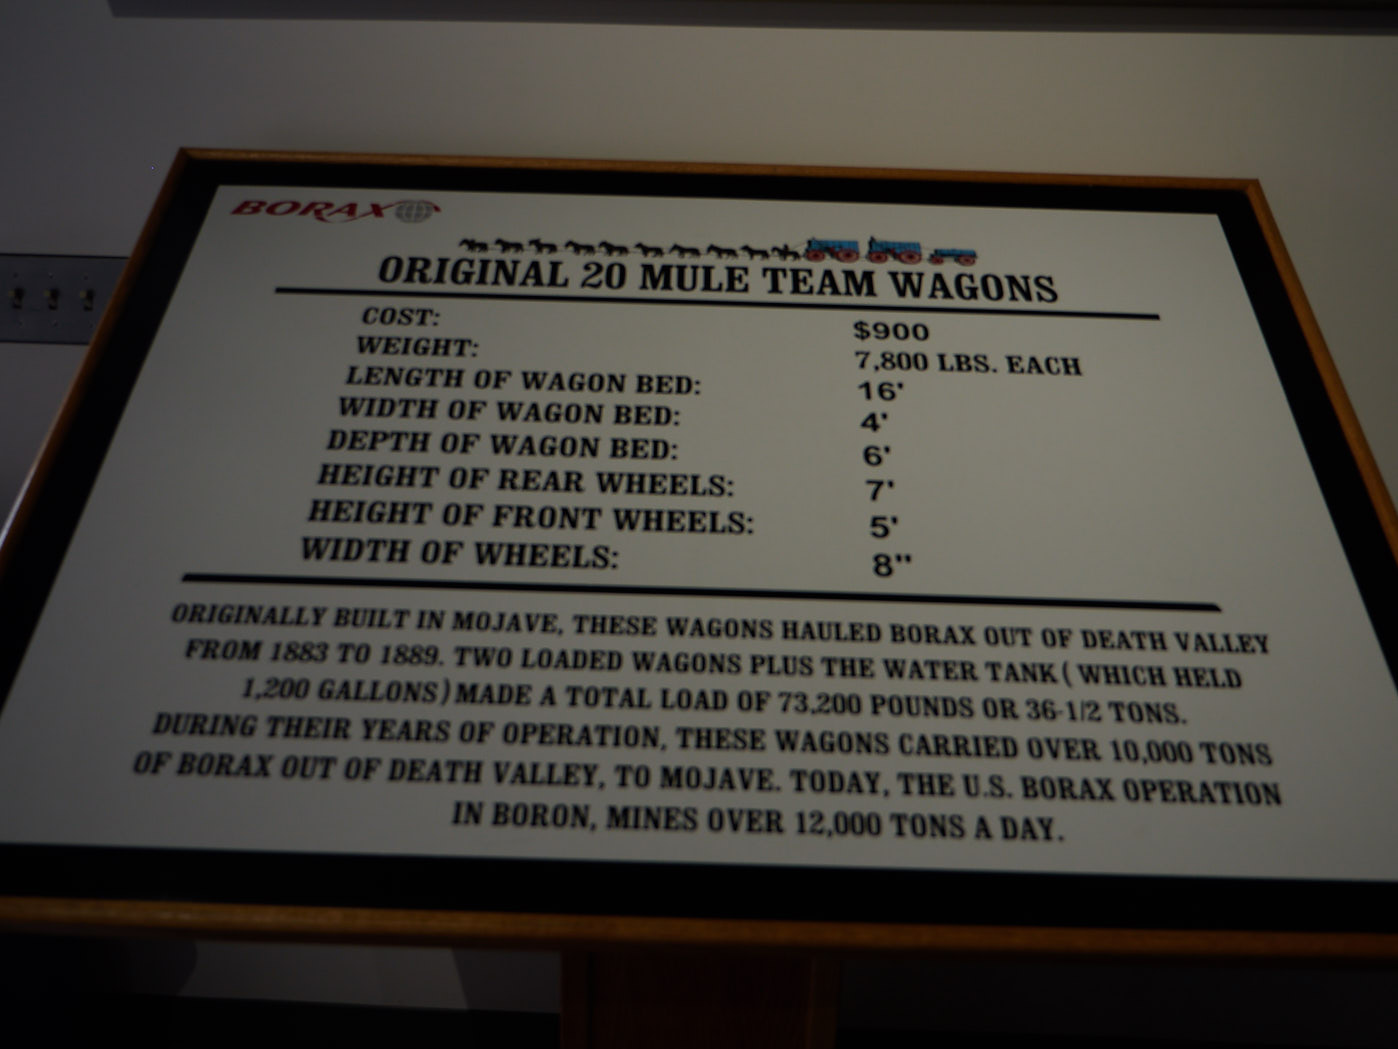 BORAX
ORIGINAL 20 MULE TEAM WAGONS
COST: $900
WEIGHT: 7,800 LBS. EACH
LENGTH OF WAGON BED: 16'
WIDTH OF WAGON BED: 4'
DEPTH OF WAGON BED: 6'
HEIGHT OF REAR WHEELS: 7'
HEIGHT OF FRONT WHEELS: 5'
WIDTH OF WHEELS: 8"
ORIGINALLY BUILT IN MOJAVE, THESE WAGONS HAULED BORAX OUT OF DEATH VALLEY
FROM 1883 TO 1889. TWO LOADED WAGONS PLUS THE WATER TANK ( WHICH HELD
1,200 GALLONS ) MADE A TOTAL LOAD OF 73,200 POUNDS OR 36-1/2 TONS.
DURING THEIR YEARS OF OPERATION, THESE WAGONS CARRIED OVER 10,000 TONS
OF BORAX OUT OF DEATH VALLEY, TO MOJAVE. TODAY, THE U.S. BORAX OPERATION
IN BORON, MINES OVER 12,000 TONS A DAY.